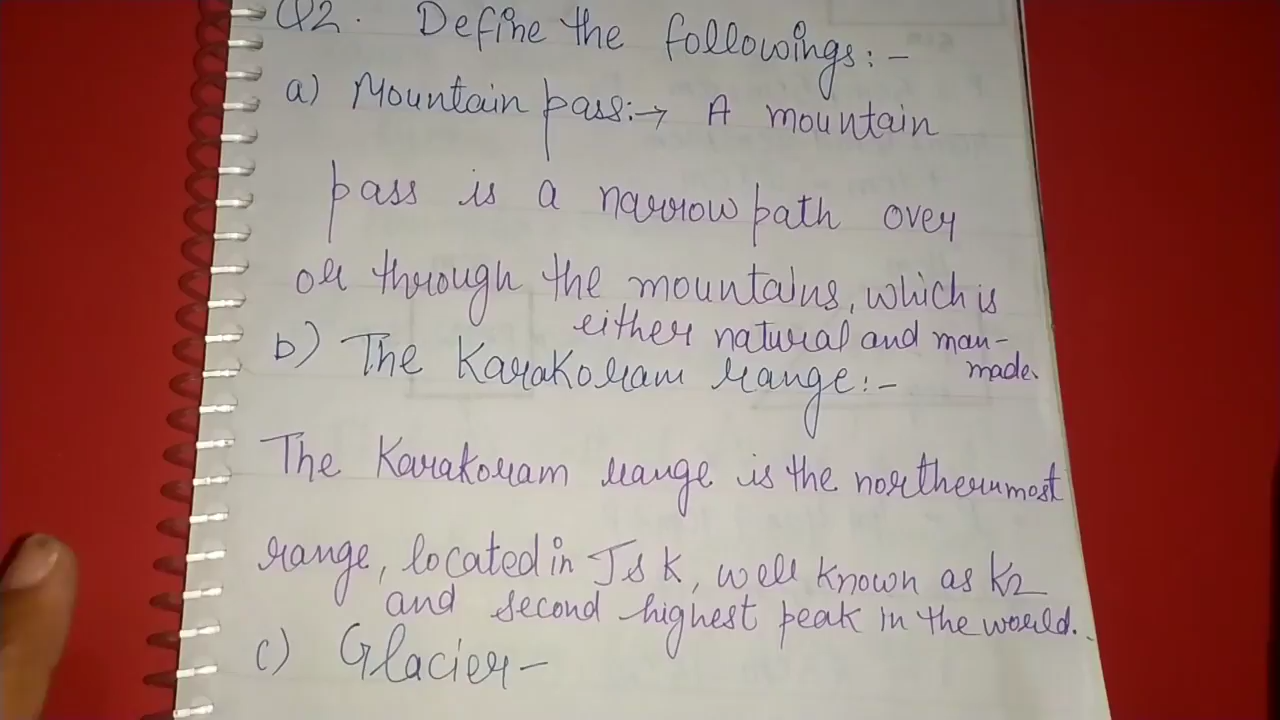 Q2. Define the followings:-
a) Mountain pass:→ A mountain
pass is a narrow path over
or through the mountains, which is
either natural and man-
made.
b) The Karakoram range:-
The Karakoram range is the northernmost
range, located in J&K, well known as K2
and second highest peak in the world.
c) Glacier-